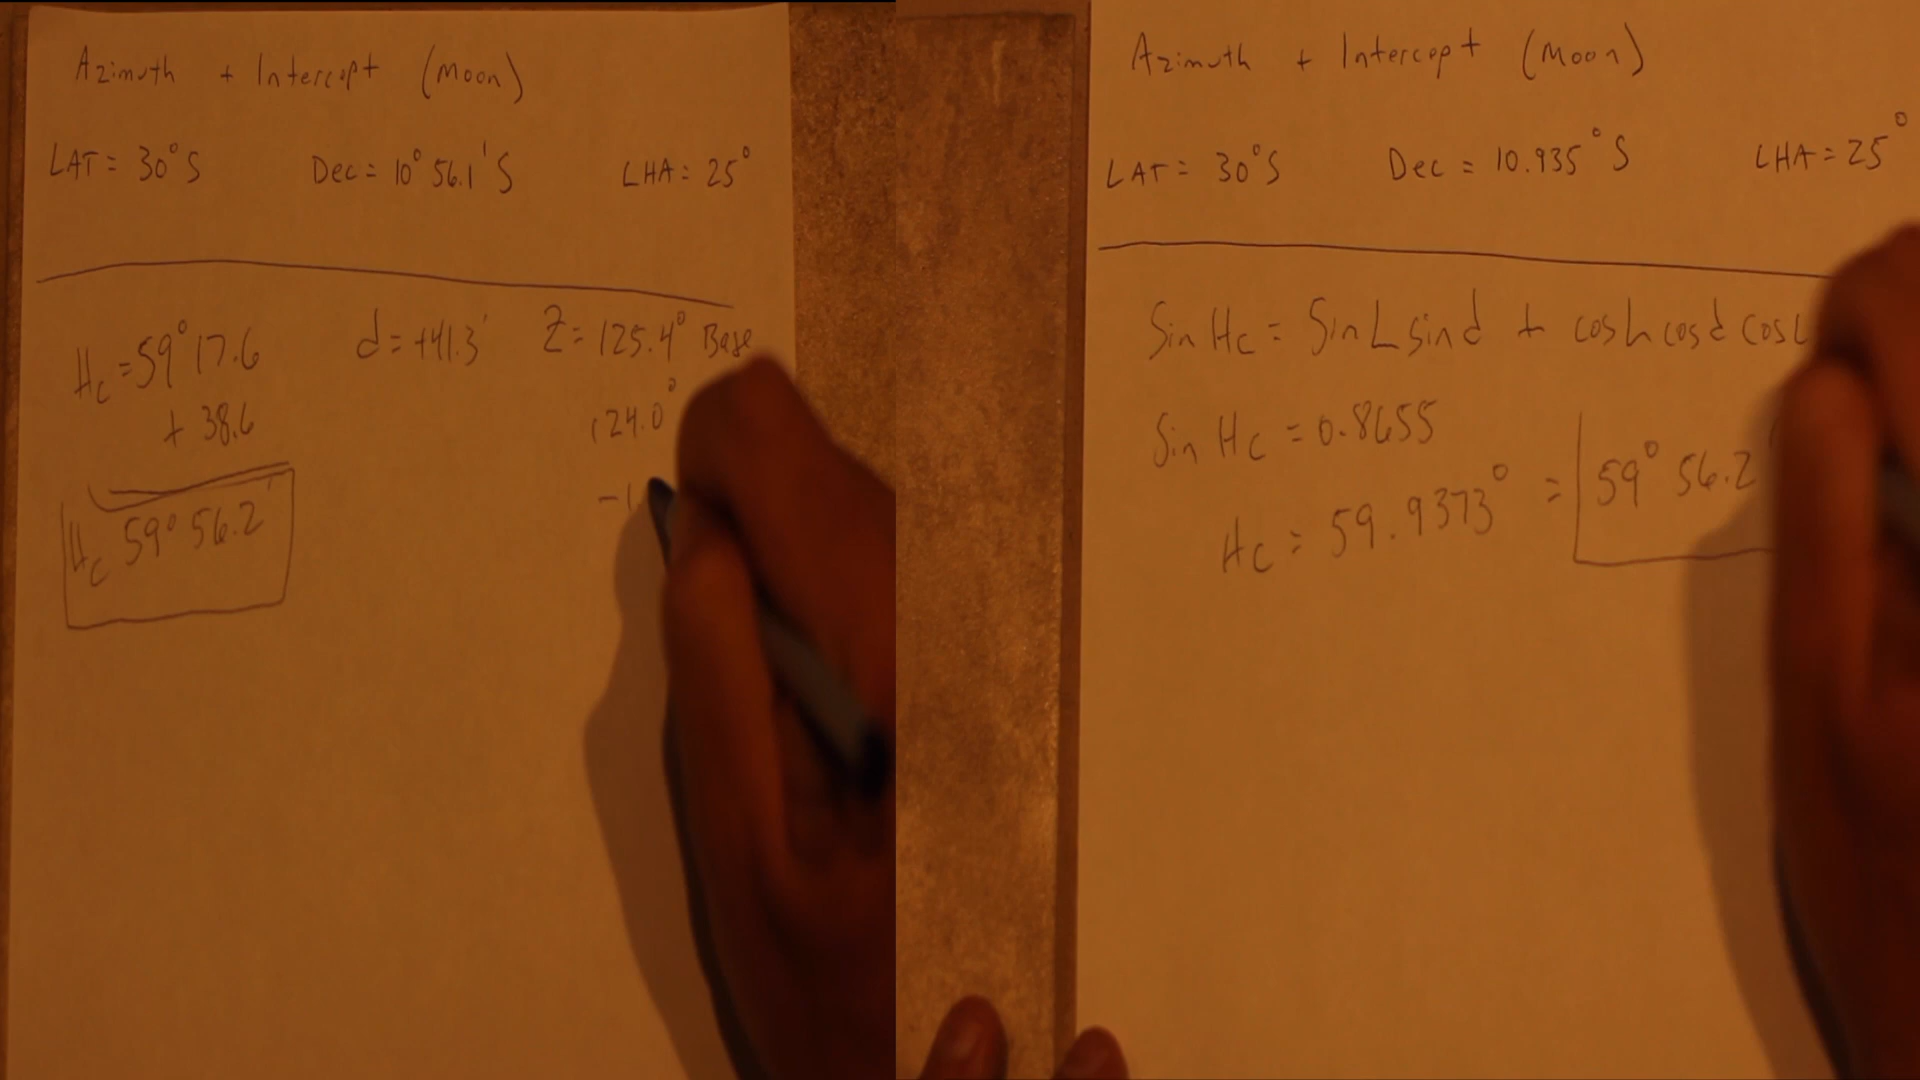 Azimuth + Intercept (Moon)
LAT = 30° S Dec = 10° 56.1' S LHA = 25°
Hc = 59° 17.6 d = +41.3' Z = 125.4° Base
+ 38.6 124.0°
Hc 59° 56.2' -1
Azimuth + Intercept (Moon)
LAT = 30° S Dec = 10.935° S LHA = 25°
Sin Hc = Sin L sin d + cos L cos d cos L
Sin Hc = 0.8655
Hc = 59.9373° = 59° 56.2